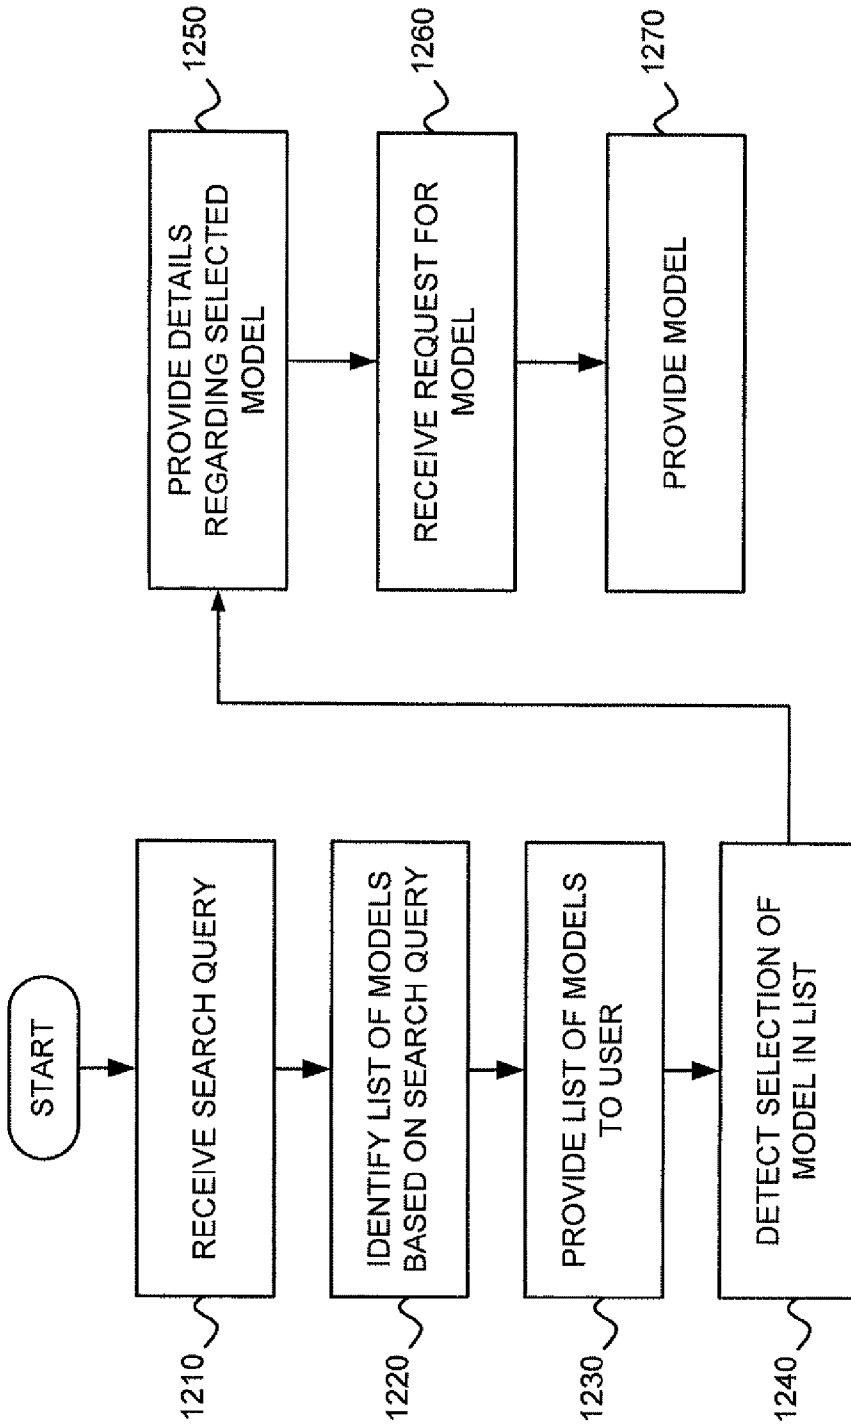 START
1210
RECEIVE SEARCH QUERY
1220
IDENTIFY LIST OF MODELS
BASED ON SEARCH QUERY
1230
PROVIDE LIST OF MODELS
TO USER
1240
DETECT SELECTION OF
MODEL IN LIST
1250
PROVIDE DETAILS
REGARDING SELECTED
MODEL
1260
RECEIVE REQUEST FOR
MODEL
1270
PROVIDE MODEL